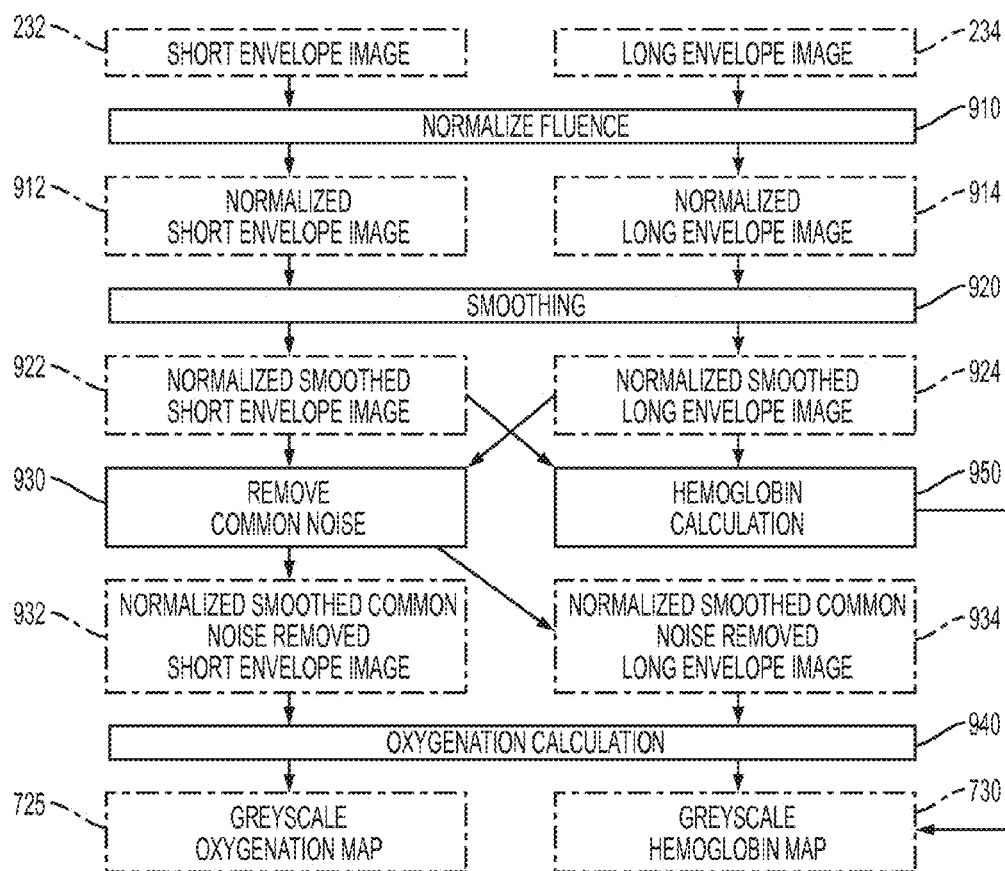 232
SHORT ENVELOPE IMAGE
LONG ENVELOPE IMAGE
234
NORMALIZE FLUENCE
910
912
NORMALIZED
SHORT ENVELOPE IMAGE
NORMALIZED
LONG ENVELOPE IMAGE
914
SMOOTHING
920
922
NORMALIZED SMOOTHED
SHORT ENVELOPE IMAGE
NORMALIZED SMOOTHED
LONG ENVELOPE IMAGE
924
930
REMOVE
COMMON NOISE
HEMOGLOBIN
CALCULATION
950
932
NORMALIZED SMOOTHED COMMON
NOISE REMOVED
SHORT ENVELOPE IMAGE
NORMALIZED SMOOTHED COMMON
NOISE REMOVED
LONG ENVELOPE IMAGE
934
OXYGENATION CALCULATION
940
725
GREYSCALE
OXYGENATION MAP
GREYSCALE
HEMOGLOBIN MAP
730